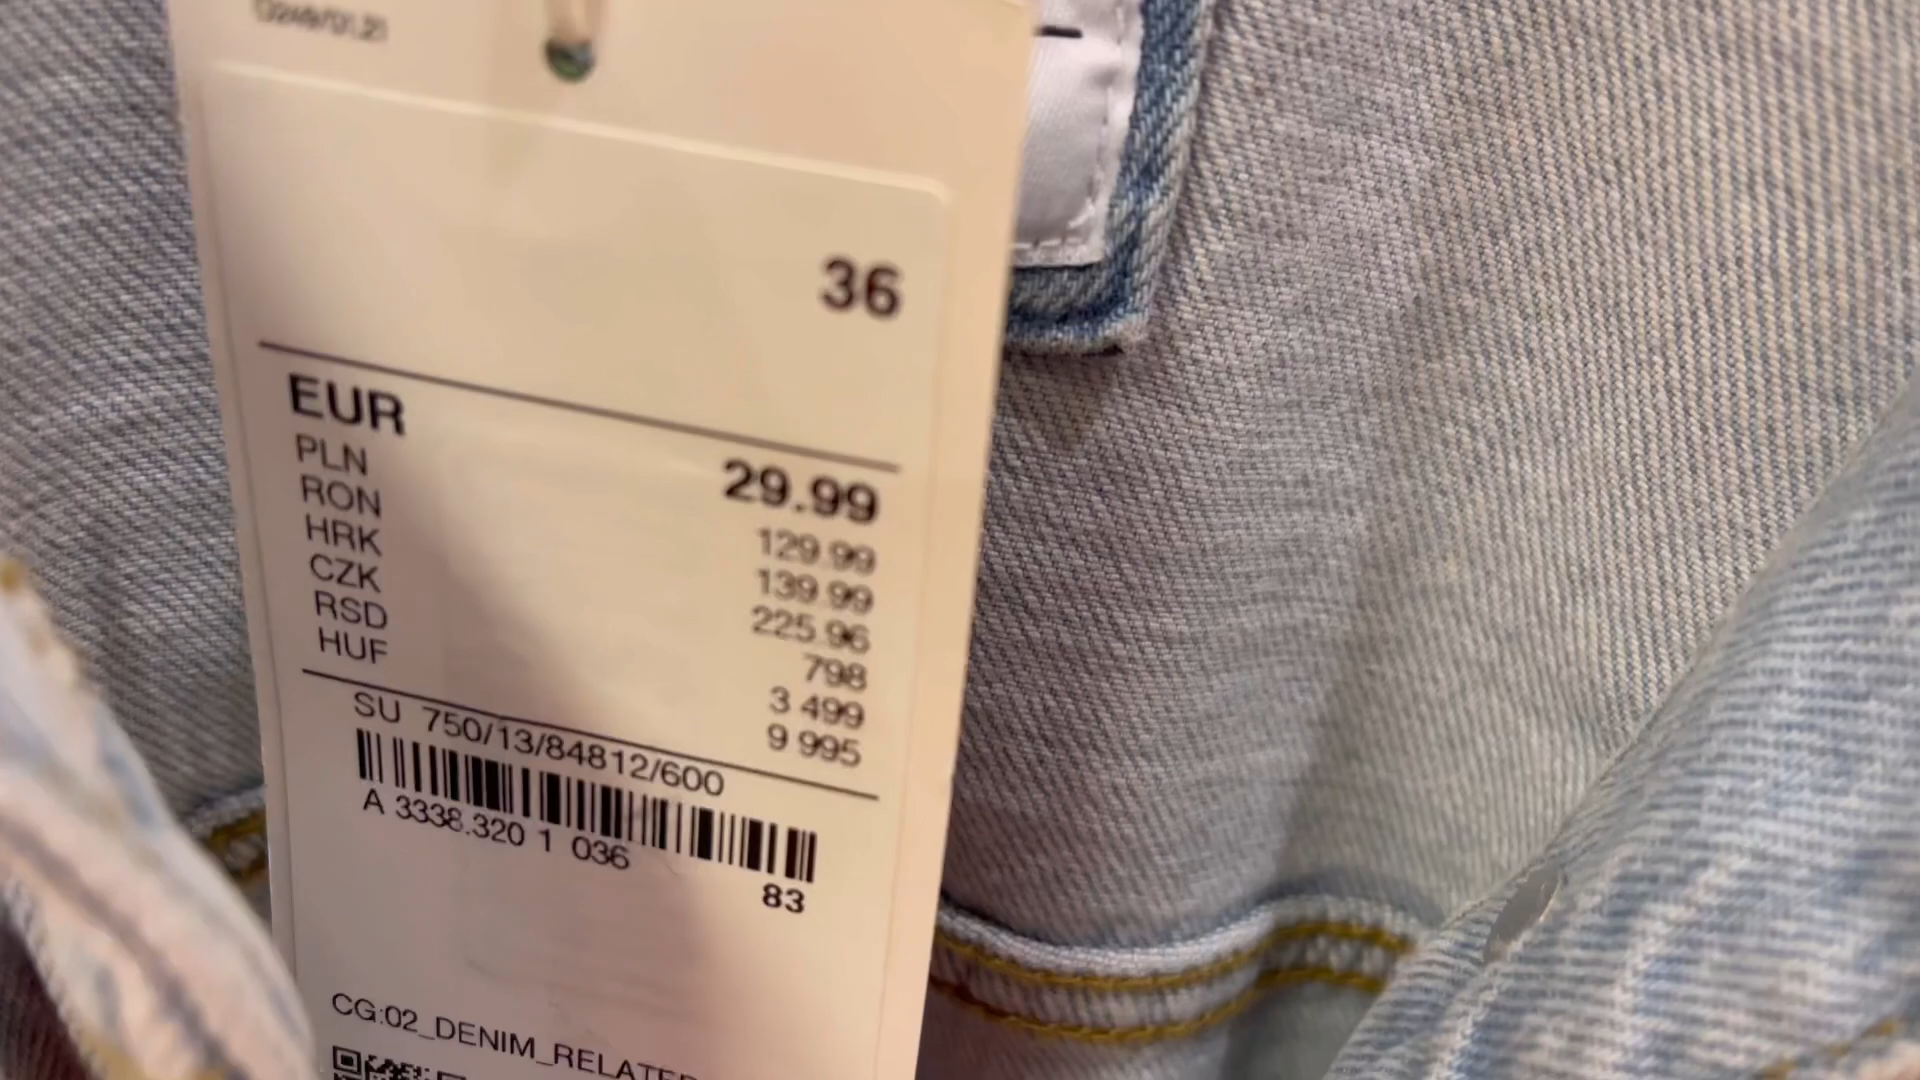 36
EUR 29.99
PLN 129.99
RON 139.99
HRK 225.96
CZK 798
RSD 3 499
HUF 9 995
SU 750/13/84812/600
A 3338.320 1 036
83
CG:02_DENIM_RELATED